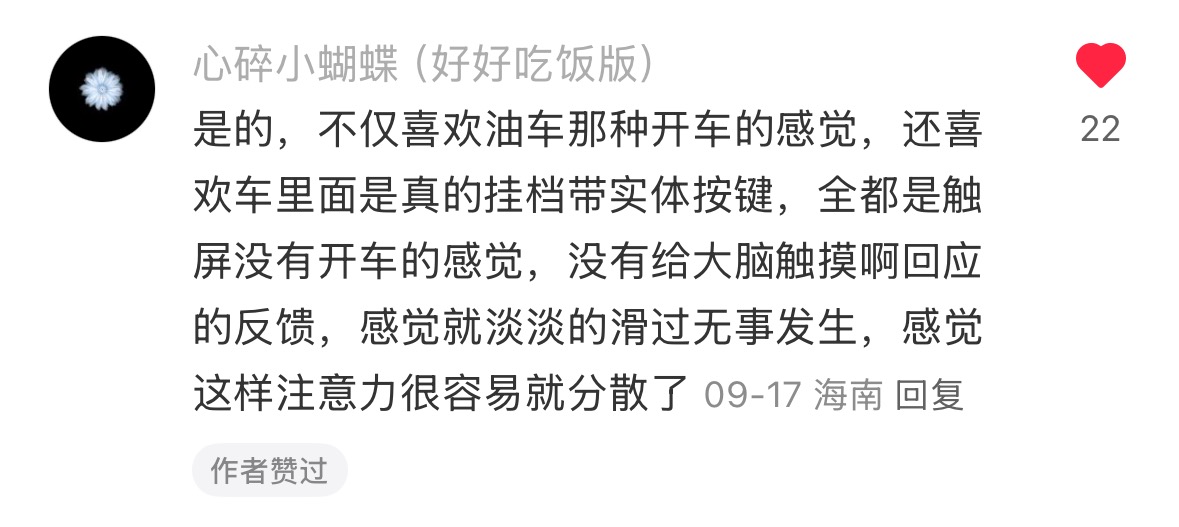 心碎小蝴蝶（好好吃饭版）
是的，不仅喜欢油车那种开车的感觉，还喜
22
欢车里面是真的挂档带实体按键，全都是触
屏没有开车的感觉，没有给大脑触摸啊回应
的反馈，感觉就淡淡的滑过无事发生，感觉
这样注意力很容易就分散了 09-17 海南 回复
作者赞过